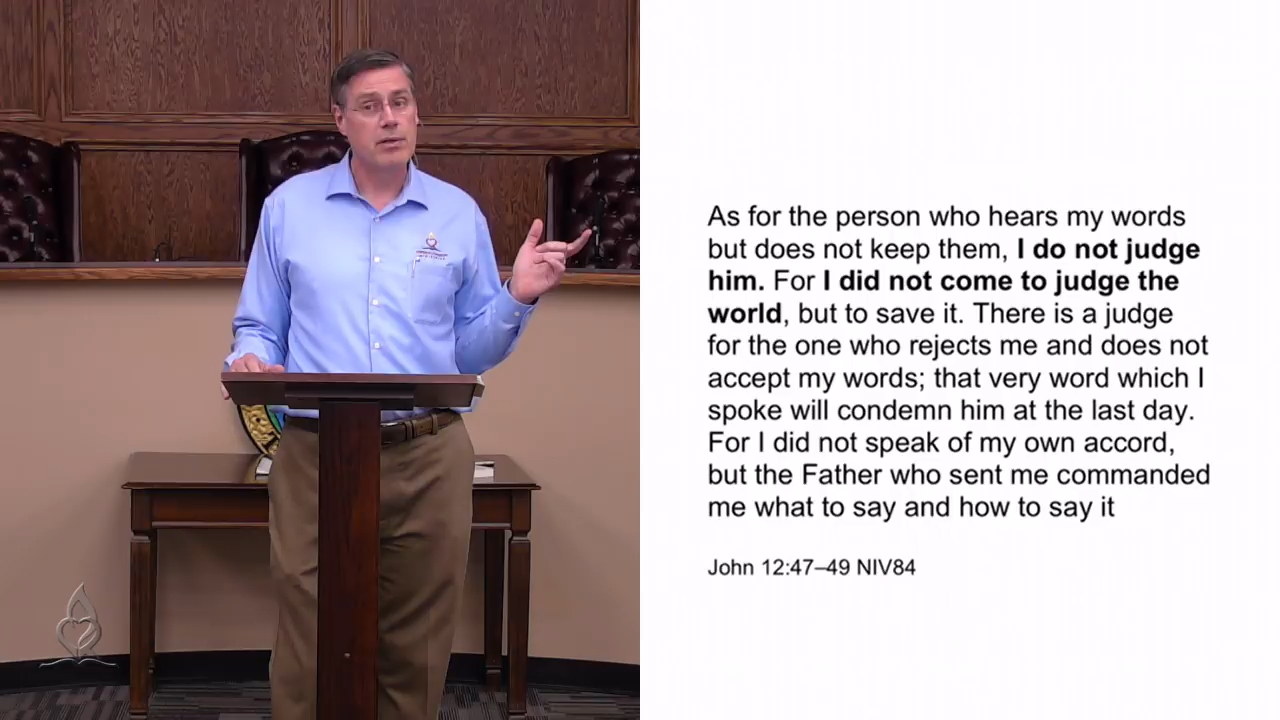 As for the person who hears my words
but does not keep them, I do not judge
him. For I did not come to judge the
world, but to save it. There is a judge
for the one who rejects me and does not
accept my words; that very word which I
spoke will condemn him at the last day.
For I did not speak of my own accord,
but the Father who sent me commanded
me what to say and how to say it
John 12:47–49 NIV84